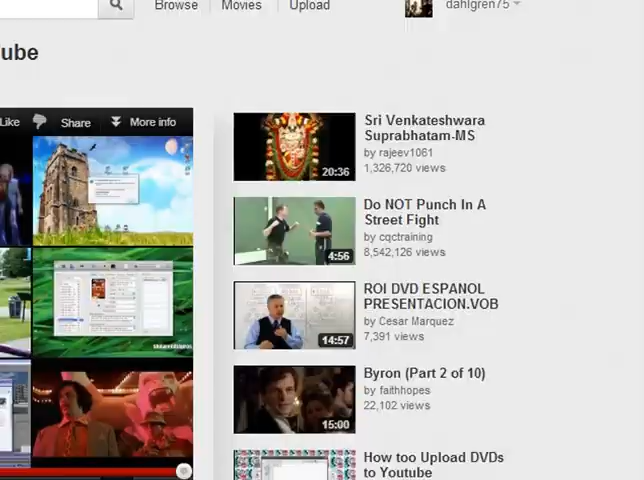 Browse Movies Upload dahlgren75
ube
Like Share More info
Sri Venkateshwara
Suprabhatam-MS
by rajeev1061
1,326,720 views
20:36
Do NOT Punch In A
Street Fight
by cqctraining
8,542,126 views
4:56
ROI DVD ESPANOL
PRESENTACION.VOB
by Cesar Marquez
7,391 views
14:57
Byron (Part 2 of 10)
by faithhopes
22,102 views
15:00
How too Upload DVDs
to Youtube